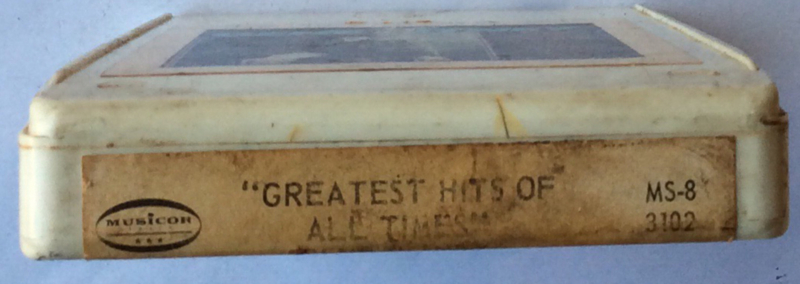 MUSICOR
"GREATEST HITS OF
ALL TIMES"
MS-8
3102